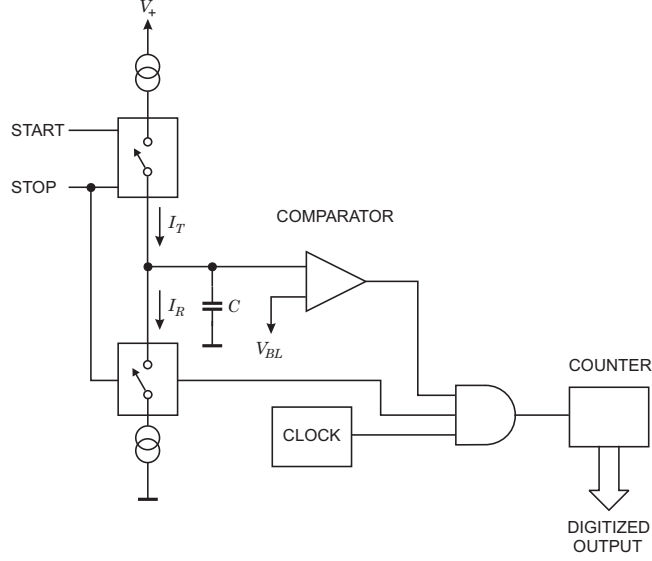 V+
START
STOP
I_T
COMPARATOR
I_R
C
V_BL
COUNTER
CLOCK
DIGITIZED
OUTPUT